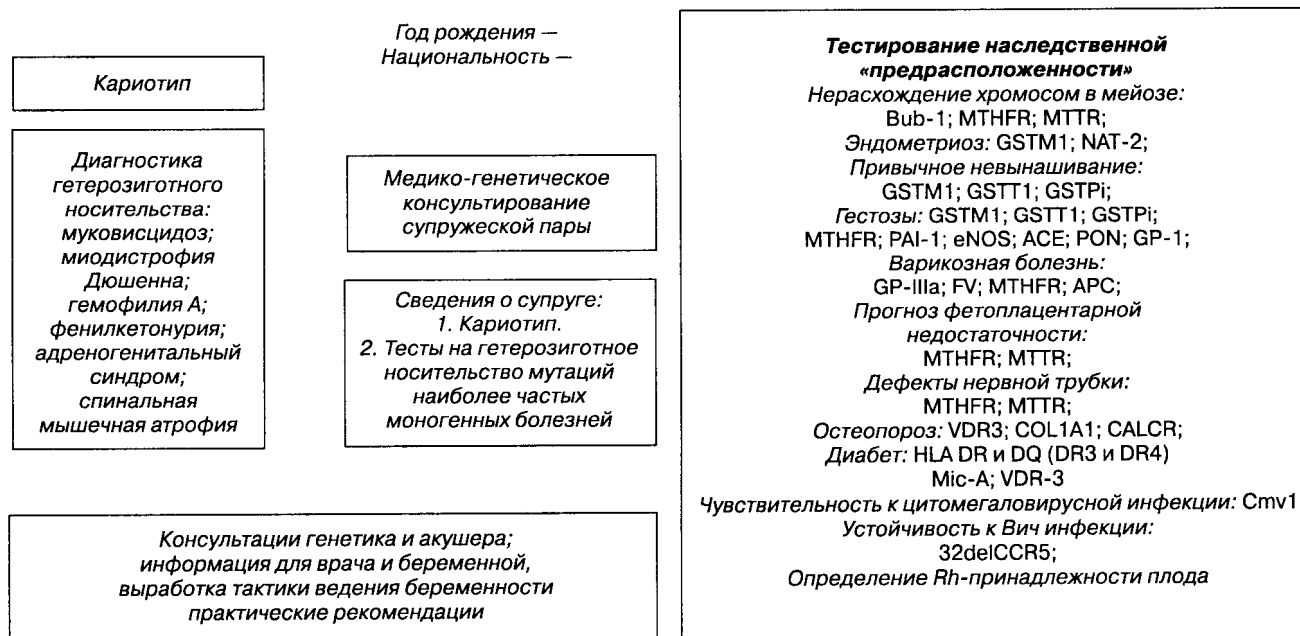 Год рождения —
Национальность —
Кариотип
Диагностика
гетерозиготного
носительства:
муковисцидоз;
миодистрофия
Дюшенна;
гемофилия А;
фенилкетонурия;
адреногенитальный
синдром;
спинальная
мышечная атрофия
Медико-генетическое
консультирование
супружеской пары
Сведения о супруге:
1. Кариотип.
2. Тесты на гетерозиготное
носительство мутаций
наиболее частых
моногенных болезней
Консультации генетика и акушера;
информация для врача и беременной,
выработка тактики ведения беременности
практические рекомендации
Тестирование наследственной
«предрасположенности»
Нерасхождение хромосом в мейозе:
Bub-1; MTHFR; MTTR;
Эндометриоз: GSTM1; NAT-2;
Привычное невынашивание:
GSTM1; GSTT1; GSTPi;
Гестозы: GSTM1; GSTT1; GSTPi;
MTHFR; PAI-1; eNOS; ACE; PON; GP-1;
Варикозная болезнь:
GP-IIIa; FV; MTHFR; APC;
Прогноз фетоплацентарной
недостаточности:
MTHFR; MTTR;
Дефекты нервной трубки:
MTHFR; MTTR;
Остеопороз: VDR3; COL1A1; CALCR;
Диабет: HLA DR и DQ (DR3 и DR4)
Mic-A; VDR-3
Чувствительность к цитомегаловирусной инфекции: Cmv1
Устойчивость к Вич инфекции:
32delCCR5;
Определение Rh-принадлежности плода